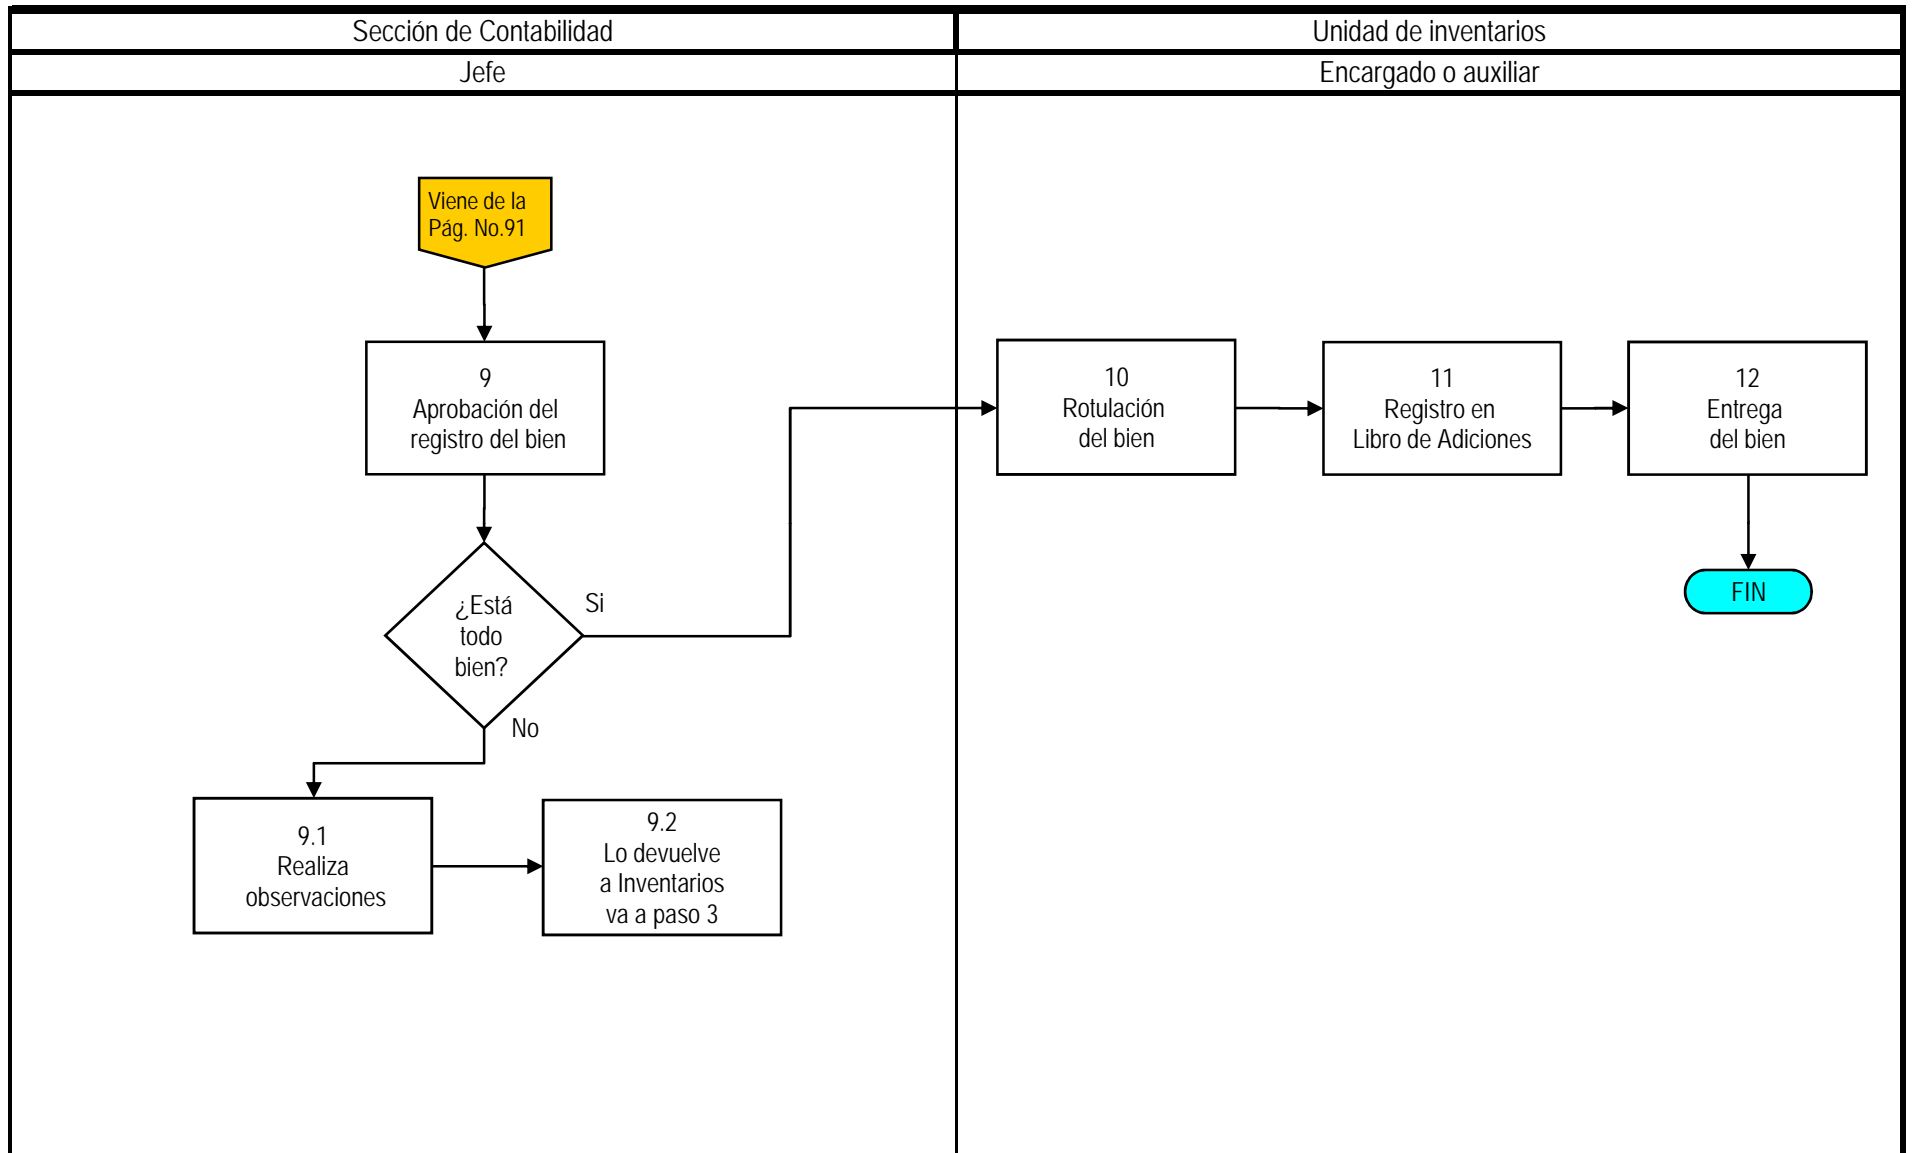 Sección de Contabilidad
Unidad de inventarios
Jefe
Encargado o auxiliar
Viene de la
Pág. No.91
9
Aprobación del
registro del bien
¿Está
todo
bien?
Si
No
9.1
Realiza
observaciones
9.2
Lo devuelve
a Inventarios
va a paso 3
10
Rotulación
del bien
11
Registro en
Libro de Adiciones
12
Entrega
del bien
FIN